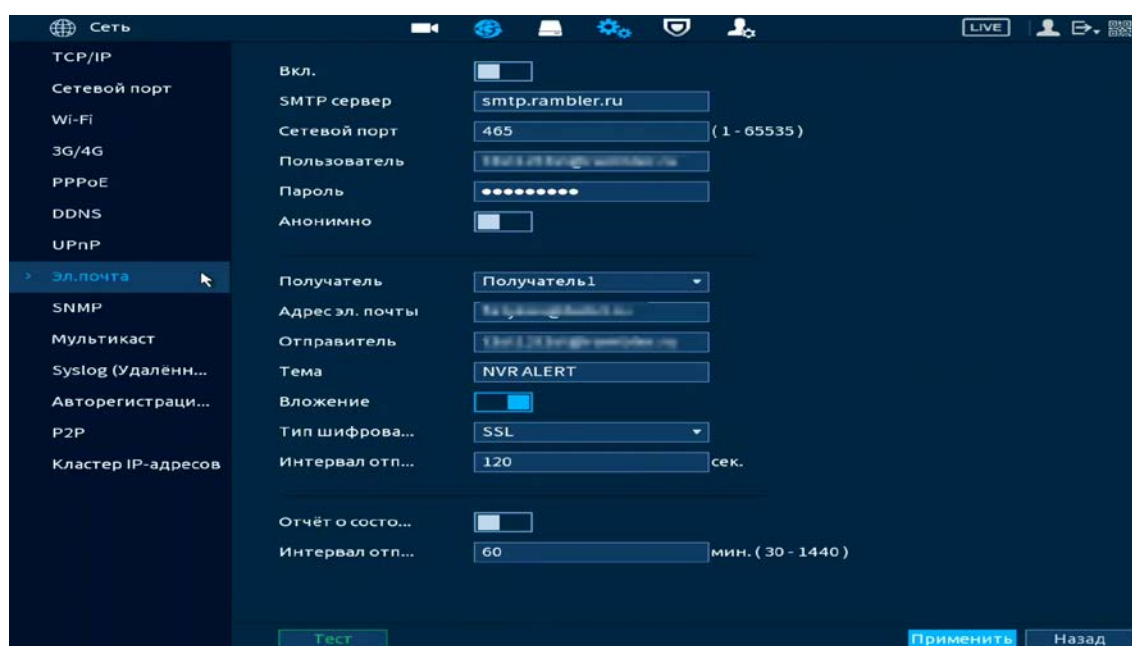 Сеть
LIVE
TCP/IP
Сетевой порт
Wi-Fi
3G/4G
PPPoE
DDNS
UPnP
Эл.почта
SNMP
Мультикаст
Syslog (Удалённ...
Авторегистраци...
P2P
Кластер IP-адресов
Вкл.
SMTP сервер smtp.rambler.ru
Сетевой порт 465 (1-65535)
Пользователь
Пароль
Анонимно
Получатель Получатель1
Адрес эл. почты
Отправитель
Тема NVR ALERT
Вложение
Тип шифрова... SSL
Интервал отп... 120 сек.
Отчёт о состо...
Интервал отп... 60 мин. (30-1440)
Тест
Применить
Назад